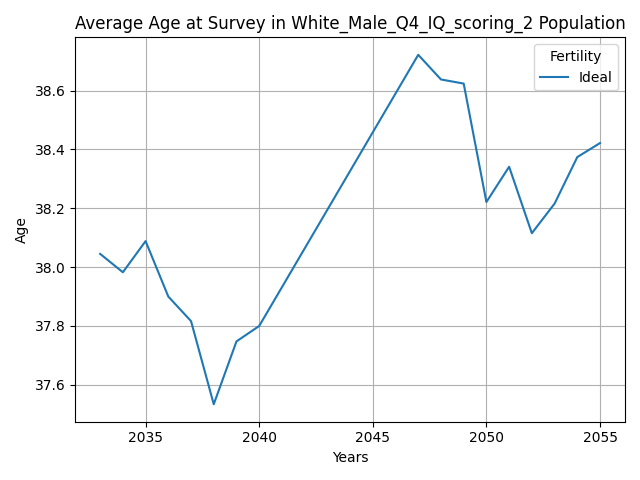 Average Age at Survey in White_Male_Q4_IQ_scoring_2 Population
Fertility
Ideal
38.6
38.4
38.2
38.0
37.8
37.6
Age
2035
2040
2045
2050
2055
Years